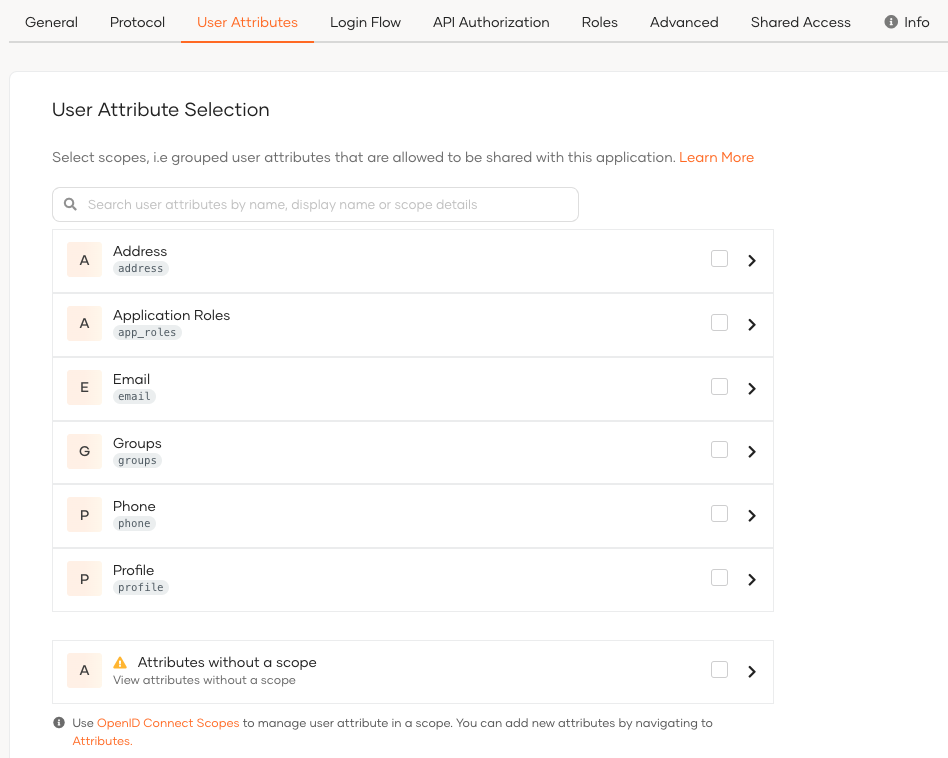 General Protocol User Attributes Login Flow API Authorization Roles Advanced Shared Access Info
User Attribute Selection
Select scopes, i.e grouped user attributes that are allowed to be shared with this application. Learn More
Search user attributes by name, display name or scope details
A Address
address
A Application Roles
app_roles
E Email
email
G Groups
groups
P Phone
phone
P Profile
profile
A Attributes without a scope
View attributes without a scope
Use OpenID Connect Scopes to manage user attribute in a scope. You can add new attributes by navigating to
Attributes.